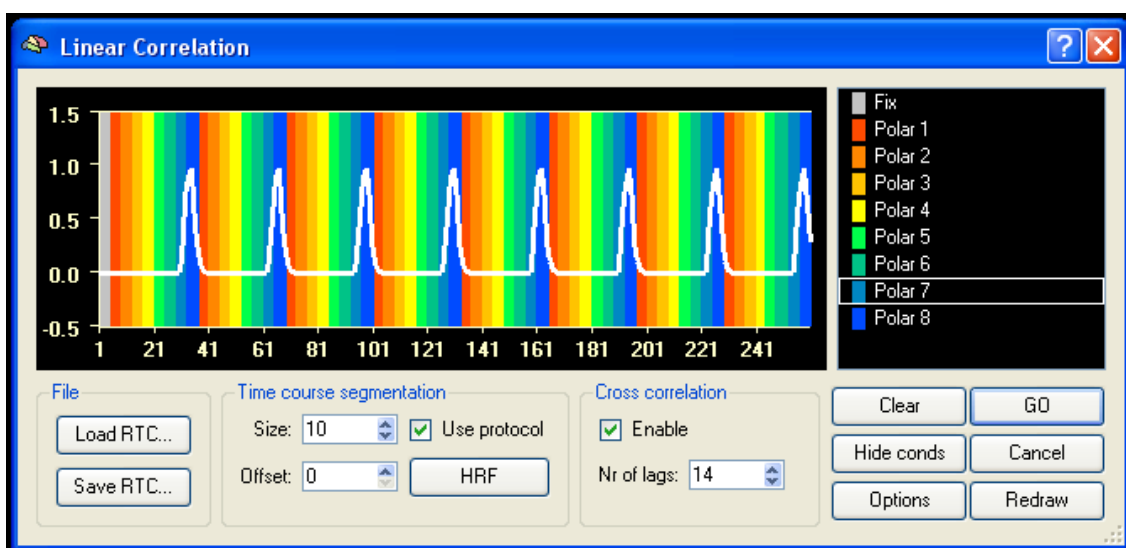 Linear Correlation
1.5
1.0
0.5
0.0
-0.5
1 21 41 61 81 101 121 141 161 181 201 221 241
Fix
Polar 1
Polar 2
Polar 3
Polar 4
Polar 5
Polar 6
Polar 7
Polar 8
File
Load RTC...
Save RTC...
Time course segmentation
Size: 10 Use protocol
Offset: 0 HRF
Cross correlation
Enable
Nr of lags: 14
Clear GO
Hide conds Cancel
Options Redraw